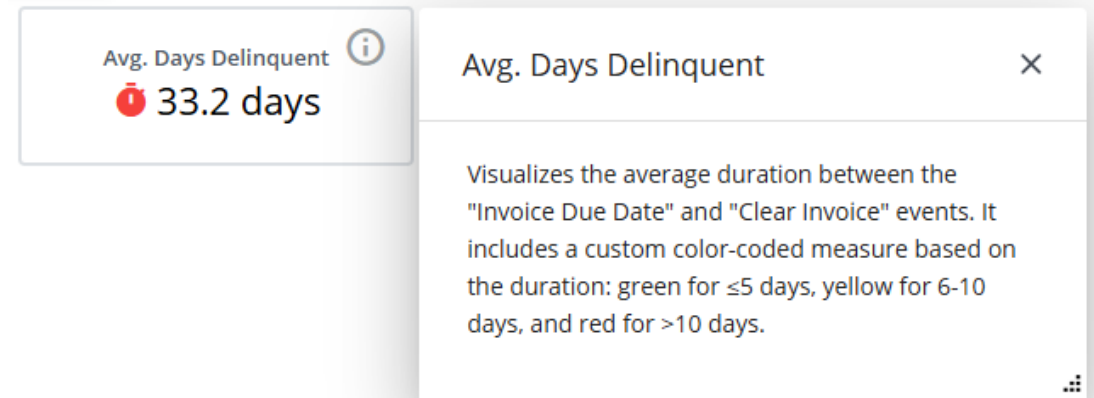 Avg. Days Delinquent
33.2 days
Avg. Days Delinquent
Visualizes the average duration between the
"Invoice Due Date" and "Clear Invoice" events. It
includes a custom color-coded measure based on
the duration: green for ≤5 days, yellow for 6-10
days, and red for >10 days.